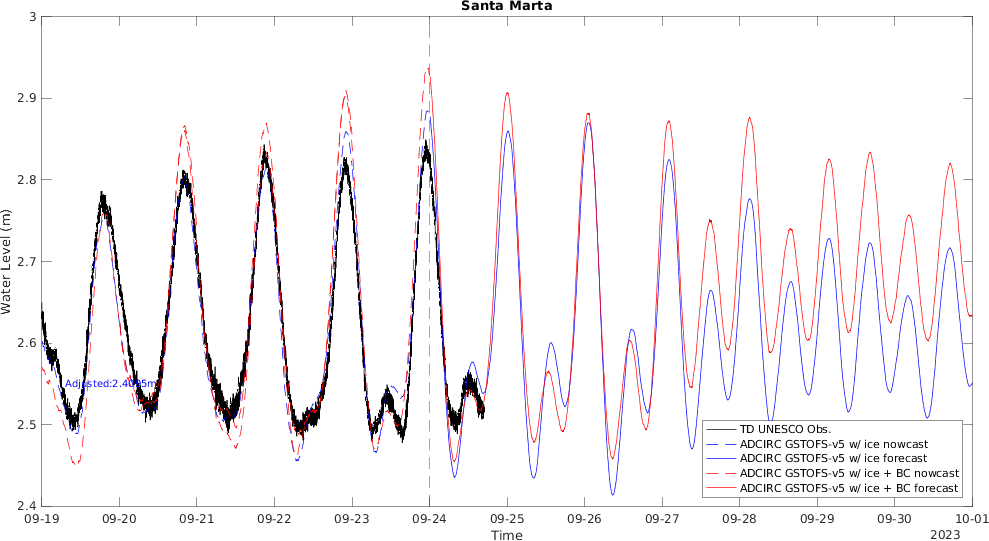 Santa Marta
3
2.9
2.8
2.7
2.6
2.5
2.4
Water Level (m)
Adjusted:2.4095m
09-19 09-20 09-21 09-22 09-23 09-24 09-25 09-26 09-27 09-28 09-29 09-30 10-01
Time
2023
TD UNESCO Obs.
ADCIRC GSTOFS-v5 w/ ice nowcast
ADCIRC GSTOFS-v5 w/ ice forecast
ADCIRC GSTOFS-v5 w/ ice + BC nowcast
ADCIRC GSTOFS-v5 w/ ice + BC forecast